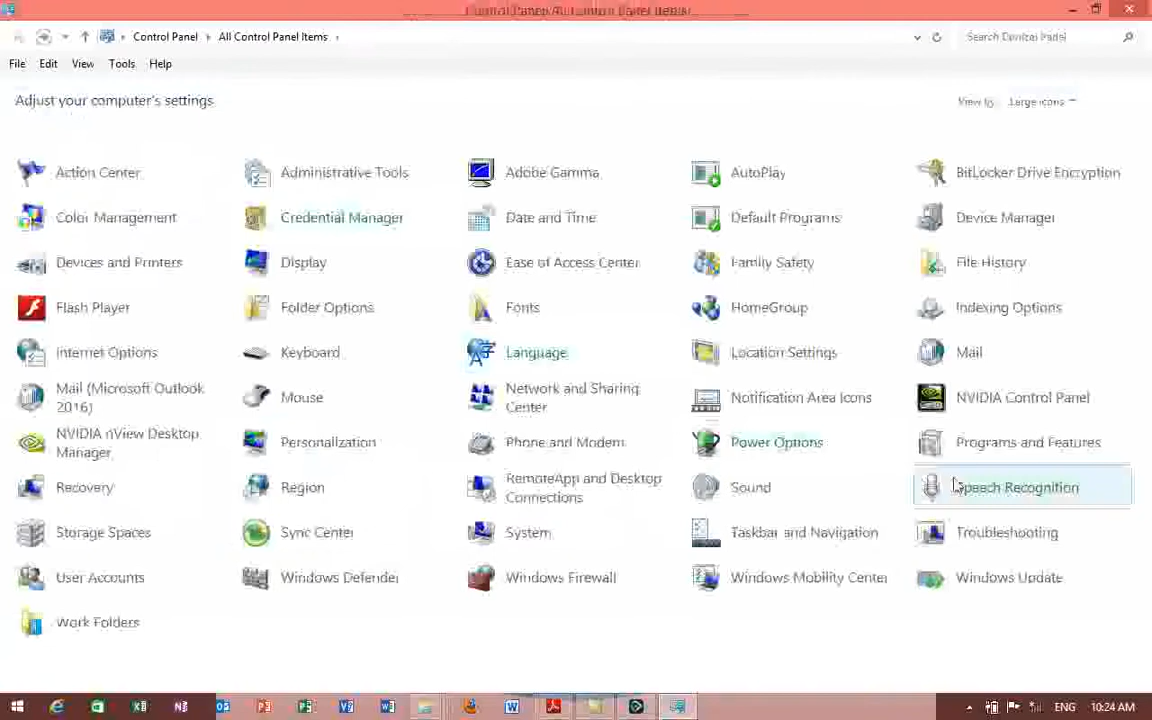 Control Panel\All Control Panel Items
Control Panel All Control Panel Items
Search Control Panel
File Edit View Tools Help
Adjust your computer's settings
View by: Large icons
Action Center
Administrative Tools
Adobe Gamma
AutoPlay
BitLocker Drive Encryption
Color Management
Credential Manager
Date and Time
Default Programs
Device Manager
Devices and Printers
Display
Ease of Access Center
Family Safety
File History
Flash Player
Folder Options
Fonts
HomeGroup
Indexing Options
Internet Options
Keyboard
Language
Location Settings
Mail
Mail (Microsoft Outlook
2016)
Mouse
Network and Sharing
Center
Notification Area Icons
NVIDIA Control Panel
NVIDIA nView Desktop
Manager
Personalization
Phone and Modem
Power Options
Programs and Features
Recovery
Region
RemoteApp and Desktop
Connections
Sound
Speech Recognition
Storage Spaces
Sync Center
System
Taskbar and Navigation
Troubleshooting
User Accounts
Windows Defender
Windows Firewall
Windows Mobility Center
Windows Update
Work Folders
ENG 10:24 AM